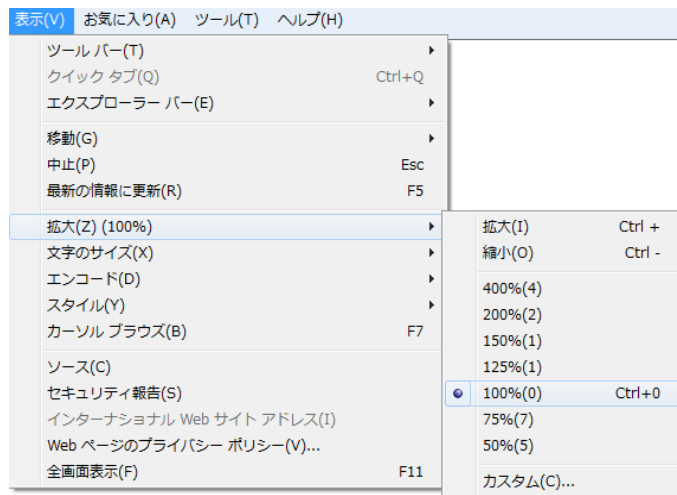 表示(V) お気に入り(A) ツール(T) ヘルプ(H)
ツール バー(T)
クイック タブ(Q) Ctrl+Q
エクスプローラー バー(E)
移動(G)
中止(P) Esc
最新の情報に更新(R) F5
拡大(Z) (100%)
文字のサイズ(X)
エンコード(D)
スタイル(Y)
カーソル ブラウズ(B) F7
ソース(C)
セキュリティ報告(S)
インターナショナル Web サイト アドレス(I)
Web ページのプライバシー ポリシー(V)...
全画面表示(F) F11
拡大(I) Ctrl +
縮小(O) Ctrl -
400%(4)
200%(2)
150%(1)
125%(1)
100%(0) Ctrl+0
75%(7)
50%(5)
カスタム(C)...